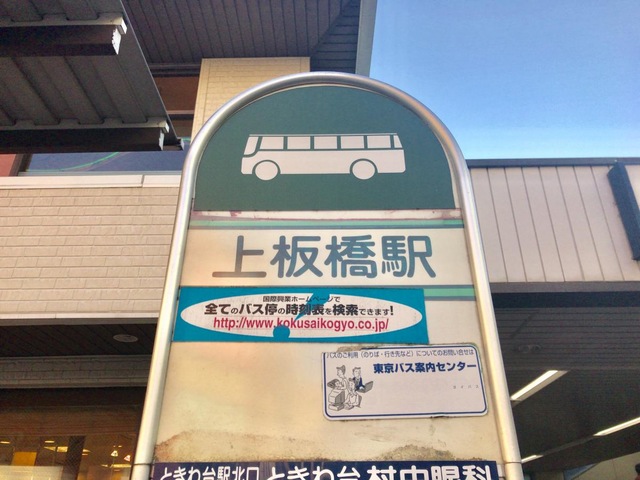 上板橋駅
国際興業ホームページで
全てのバス停の時刻表を検索できます!
http://www.kokusaikogyo.co.jp/
バスのご利用(のりば・行き先など)についてのお問い合せは
東京バス案内センター
ときわ台駅北口 ときわ台 村中眼科